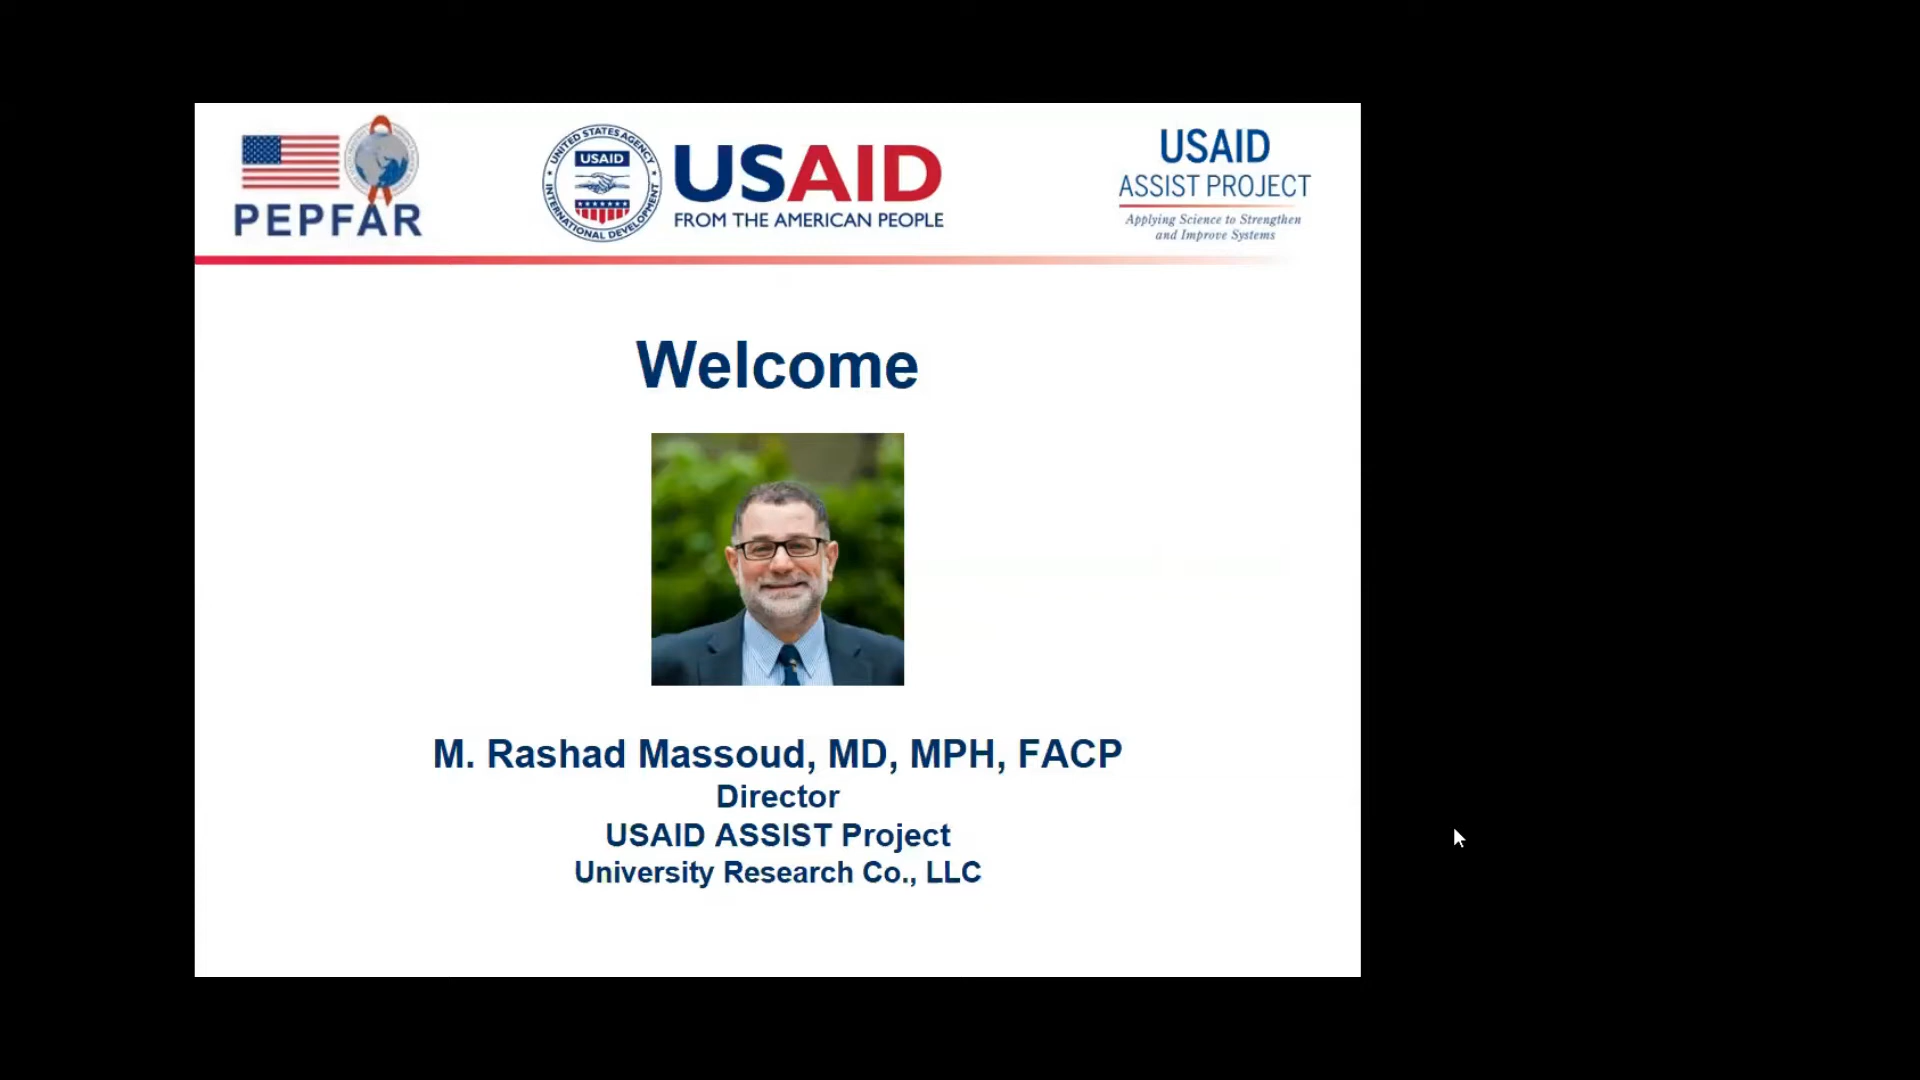 PEPFAR
UNITED STATES AGENCY
USAID
INTERNATIONAL DEVELOPMENT
USAID
FROM THE AMERICAN PEOPLE
USAID
ASSIST PROJECT
Applying Science to Strengthen
and Improve Systems
Welcome
M. Rashad Massoud, MD, MPH, FACP
Director
USAID ASSIST Project
University Research Co., LLC